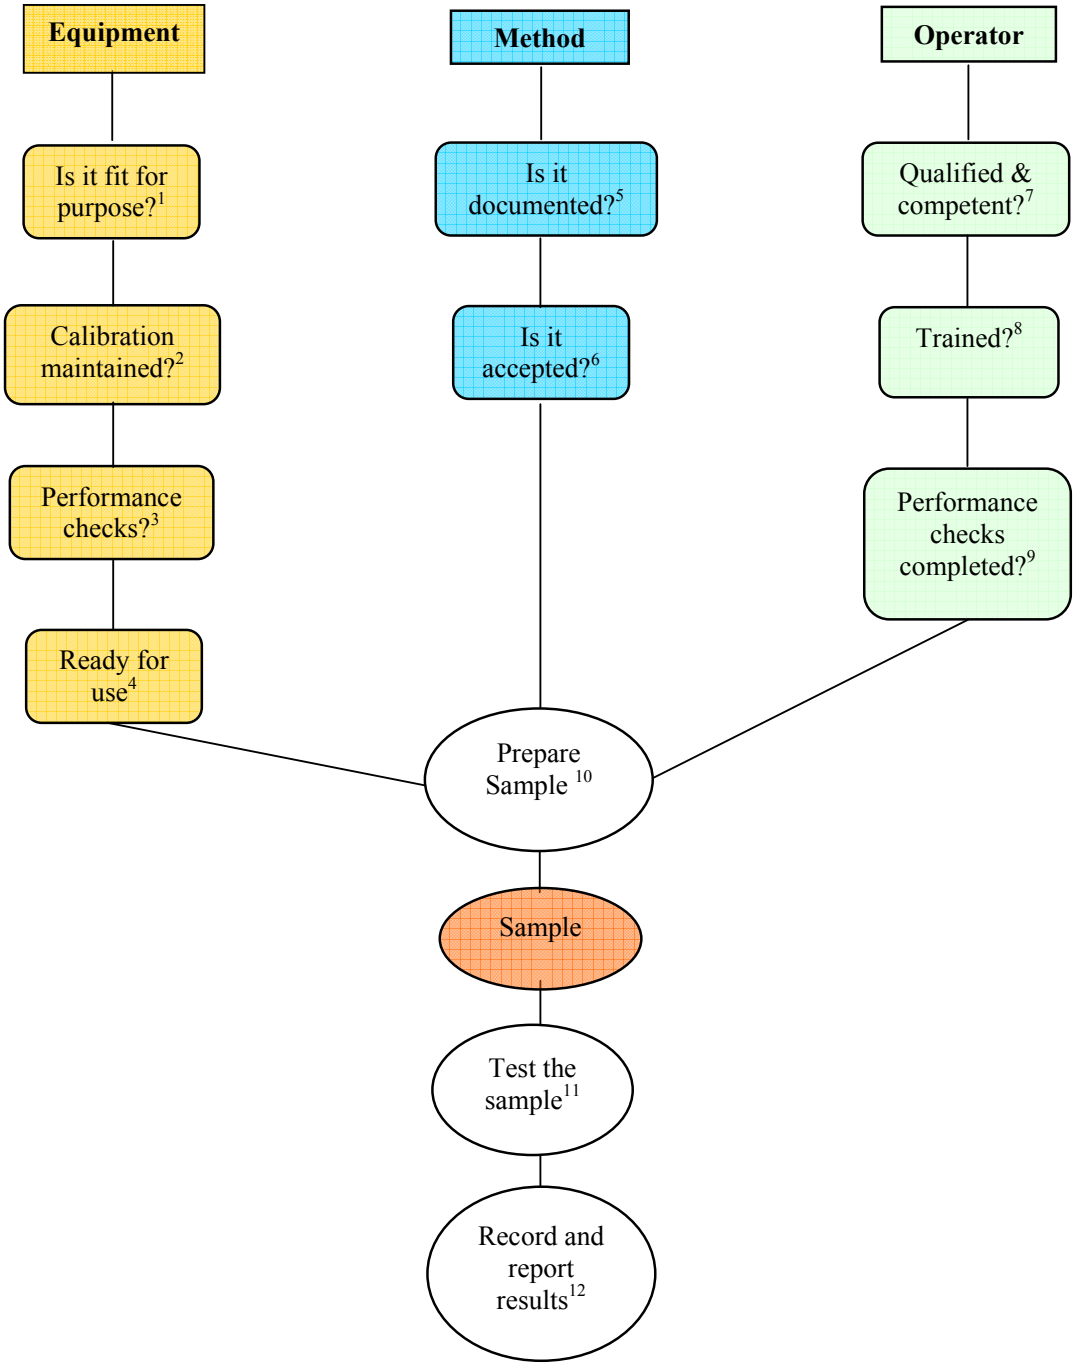 Equipment
Is it fit for
purpose?1
Calibration
maintained?2
Performance
checks?3
Ready for
use4
Method
Is it
documented?5
Is it
accepted?6
Operator
Qualified &
competent?7
Trained?8
Performance
checks
completed?9
Prepare
Sample 10
Sample
Test the
sample11
Record and
report
results12